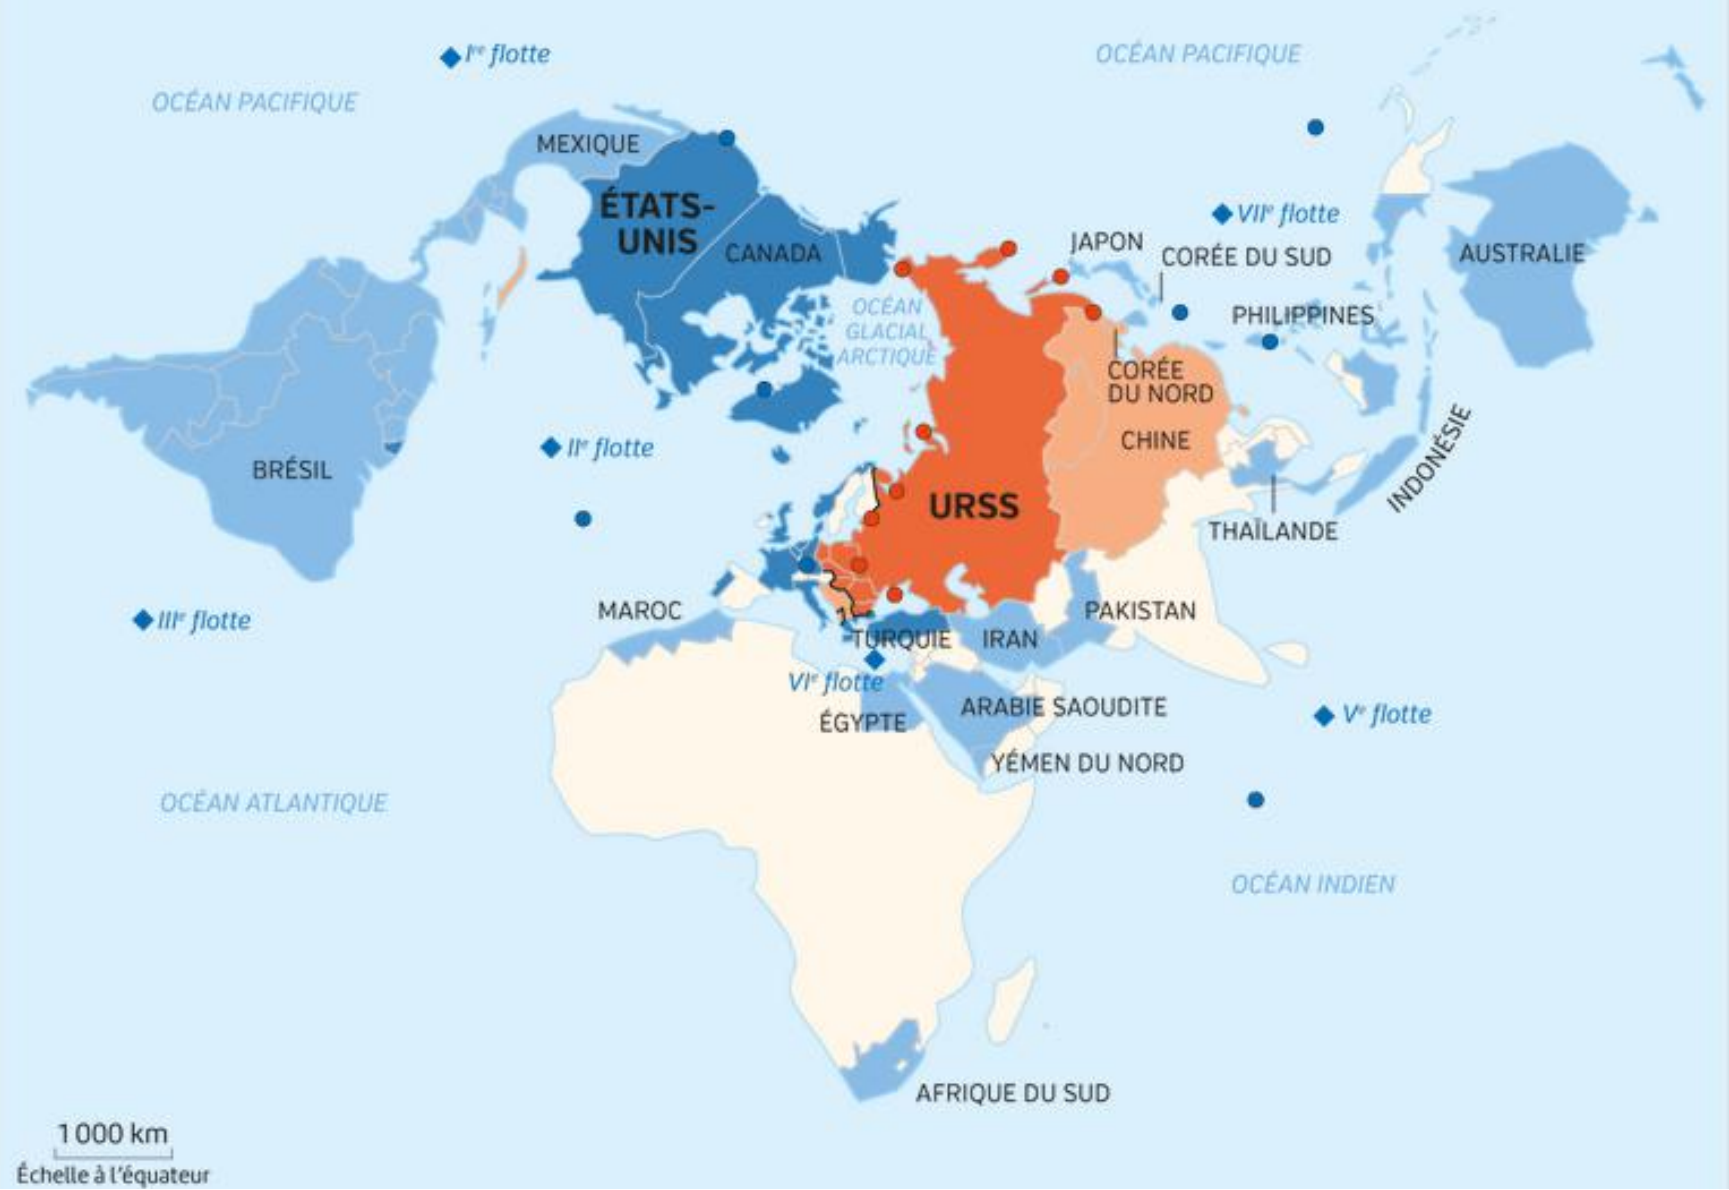 Iʳᵉ flotte
OCÉAN PACIFIQUE
OCÉAN PACIFIQUE
MEXIQUE
ÉTATS-
UNIS
CANADA
VIIᵉ flotte
JAPON
CORÉE DU SUD
AUSTRALIE
OCÉAN
GLACIAL
ARCTIQUE
PHILIPPINES
CORÉE
DU NORD
CHINE
INDONÉSIE
IIᵉ flotte
BRÉSIL
URSS
THAÏLANDE
IIIᵉ flotte
MAROC
PAKISTAN
TURQUIE
IRAN
VIᵉ flotte
ÉGYPTE
ARABIE SAOUDITE
Vᵉ flotte
YÉMEN DU NORD
OCÉAN ATLANTIQUE
OCÉAN INDIEN
AFRIQUE DU SUD
1 000 km
Échelle à l'équateur